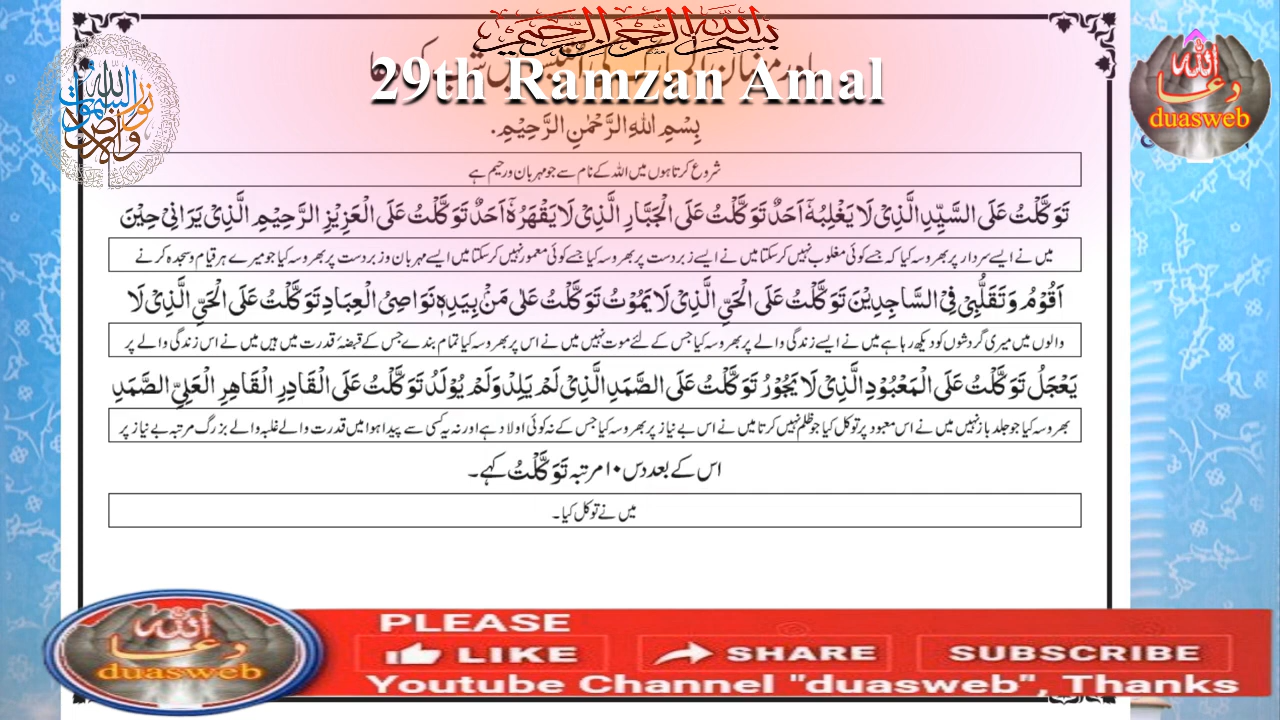 بسم الله الرحمن الرحيم
29th Ramzan Amal
بِسْمِ اللهِ الرَّحْمٰنِ الرَّحِيْمِ.
شروع کرتا ہوں میں اللہ کے نام سے جو مہربان و رحیم ہے
تَوَكَّلْتُ عَلَى السَّيِّدِ الَّذِىْ لَا يَغْلِبُهٗ اَحَدٌ تَوَكَّلْتُ عَلَى الْجَبَّارِ الَّذِىْ لَا يَقْهَرُهٗ اَحَدٌ تَوَكَّلْتُ عَلَى الْعَزِيْزِ الرَّحِيْمِ الَّذِىْ يَرَانِىْ حِيْنَ
میں نے ایسے سردار پر بھروسہ کیا کہ جسے کوئی مغلوب نہیں کرسکتا میں نے ایسے زبردست پر بھروسہ کیا جسے کوئی معمور نہیں کرسکتا میں ایسے مہربان و زبردست پر بھروسہ کیا جو میرے ہر قیام و سجدہ کرنے
اَقُوْمُ وَ تَقَلُّبِىْ فِى السَّاجِدِيْنَ تَوَكَّلْتُ عَلَى الْحَىِّ الَّذِىْ لَا يَمُوْتُ تَوَكَّلْتُ عَلٰى مَنْ بِيَدِهٖ نَوَاصِى الْعِبَادِ تَوَكَّلْتُ عَلَى الْحَىِّ الَّذِىْ لَا
والوں میں میری گردشوں کو دیکھ رہا ہے میں نے ایسے زندگی والے پر بھروسہ کیا جس کے لئے موت نہیں میں نے اس پر بھروسہ کیا تمام بندے جس کے قبضۂ قدرت میں ہیں میں نے اس زندگی والے پر
يَعْجَلُ تَوَكَّلْتُ عَلَى الْمَعْبُوْدِ الَّذِىْ لَا يَجُوْرُ تَوَكَّلْتُ عَلَى الصَّمَدِ الَّذِىْ لَمْ يَلِدْ وَلَمْ يُوْلَدْ تَوَكَّلْتُ عَلَى الْقَادِرِ الْقَاهِرِ الْعَلِىِّ الصَّمَدِ
بھروسہ کیا جو جلد باز نہیں میں نے اس معبود پر توکل کیا جو ظلم نہیں کرتا میں نے اس بے نیاز پر بھروسہ کیا جس کے نہ کوئی اولاد ہے اور نہ یہ کسی سے پیدا ہوا میں قدرت والے غلبہ والے بزرگ مرتبہ بے نیاز پر
اس کے بعد دس ۱۰ مرتبہ تَوَكَّلْتُ کہے۔
میں نے توکل کیا۔
الله
دعا
duasweb
الله
دعا
duasweb
PLEASE
LIKE SHARE SUBSCRIBE
Youtube Channel "duasweb", Thanks